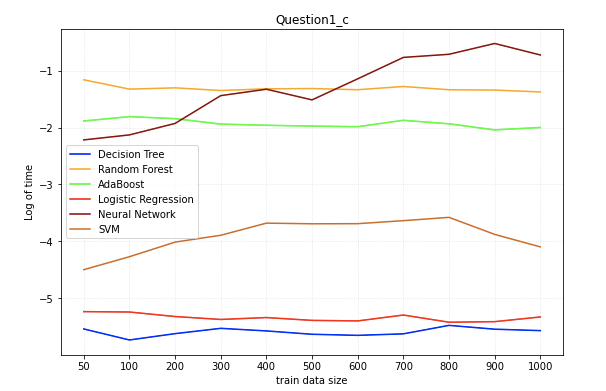 Question1_c
Log of time
−1
−2
−3
−4
−5
Decision Tree
Random Forest
AdaBoost
Logistic Regression
Neural Network
SVM
50 100 200 300 400 500 600 700 800 900 1000
train data size